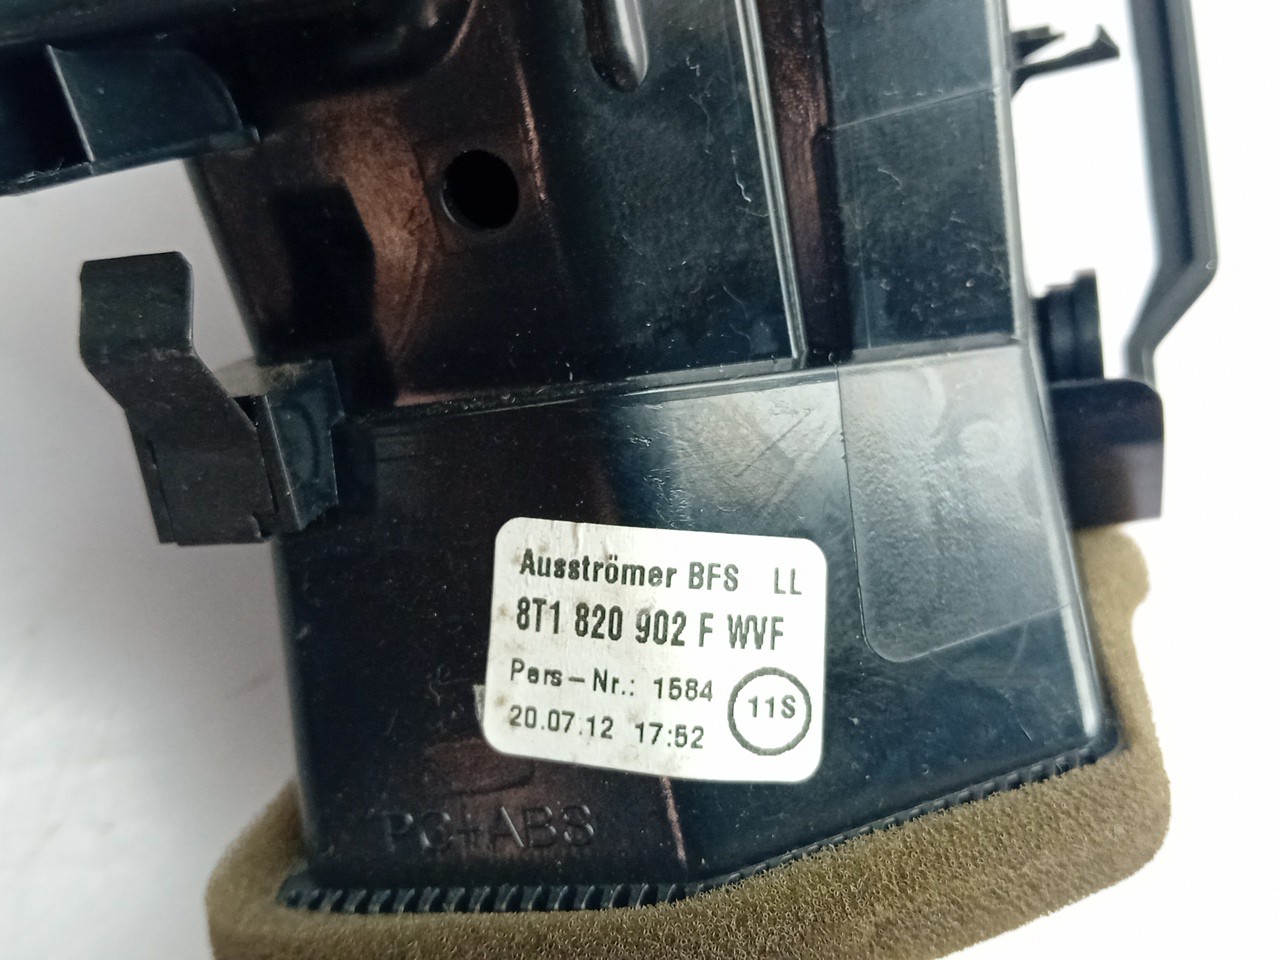 Ausströmer BFS LL
8T1 820 902 F WVF
Pers-Nr.: 1584
11S
20.07.12 17:52
PC+ABS